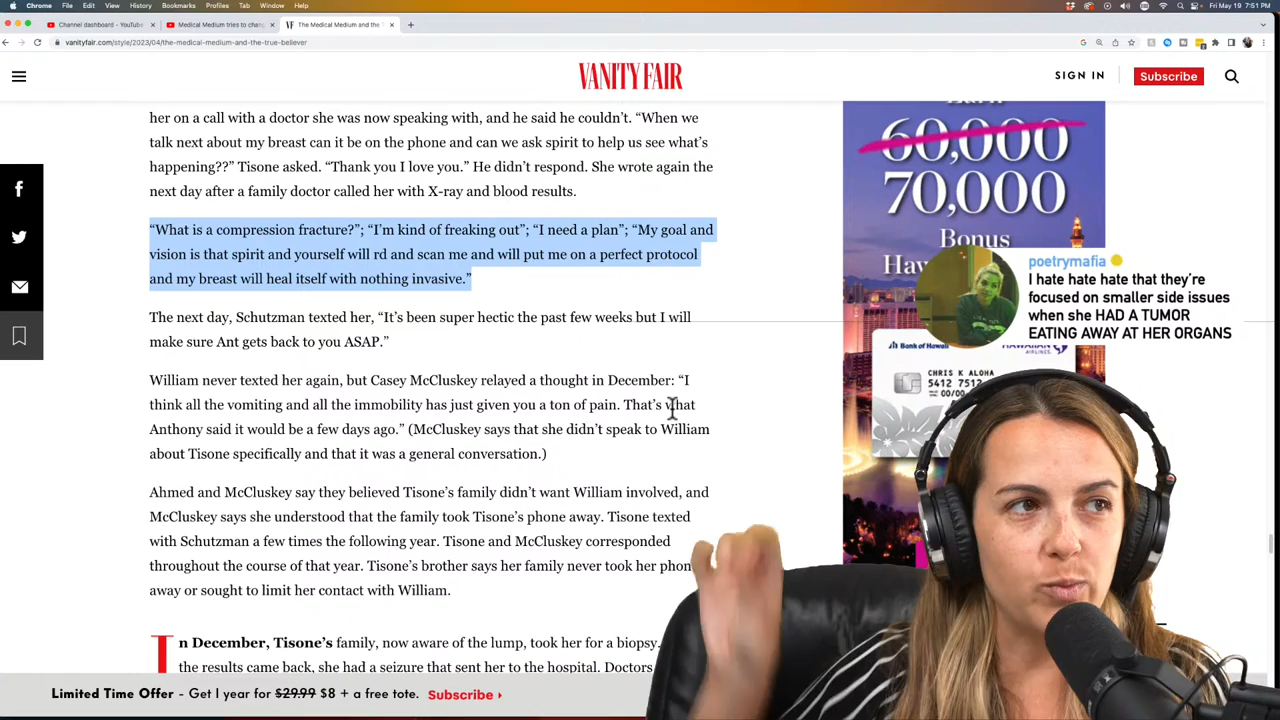 Chrome File Edit View History Bookmarks Profiles Tab Window Help
Fri May 19 7:51 PM
Channel dashboard - YouTube
Medical Medium tries to chan
The Medical Medium and the T
vanityfair.com/style/2023/04/the-medical-medium-and-the-true-believer
VANITY FAIR
SIGN IN
Subscribe
her on a call with a doctor she was now speaking with, and he said he couldn't. “When we
talk next about my breast can it be on the phone and can we ask spirit to help us see what's
happening??” Tisone asked. “Thank you I love you.” He didn't respond. She wrote again the
next day after a family doctor called her with X-ray and blood results.
“What is a compression fracture?”; “I'm kind of freaking out”; “I need a plan”; “My goal and
vision is that spirit and yourself will rd and scan me and will put me on a perfect protocol
and my breast will heal itself with nothing invasive.”
The next day, Schutzman texted her, “It's been super hectic the past few weeks but I will
make sure Ant gets back to you ASAP.”
William never texted her again, but Casey McCluskey relayed a thought in December: “I
think all the vomiting and all the immobility has just given you a ton of pain. That's what
Anthony said it would be a few days ago.” (McCluskey says that she didn't speak to William
about Tisone specifically and that it was a general conversation.)
Ahmed and McCluskey say they believed Tisone's family didn't want William involved, and
McCluskey says she understood that the family took Tisone's phone away. Tisone texted
with Schutzman a few times the following year. Tisone and McCluskey corresponded
throughout the course of that year. Tisone's brother says her family never took her phon
away or sought to limit her contact with William.
In December, Tisone's family, now aware of the lump, took her for a biopsy.
the results came back, she had a seizure that sent her to the hospital. Doctors
60,000
70,000
Bonus
Haw
poetrymafia
I hate hate hate that they're
focused on smaller side issues
when she HAD A TUMOR
EATING AWAY AT HER ORGANS
Bank of Hawaii
HAWAIIAN AIRLINES
CHRIS K ALOHA
5412 7512
Limited Time Offer - Get 1 year for $29.99 $8 + a free tote. Subscribe